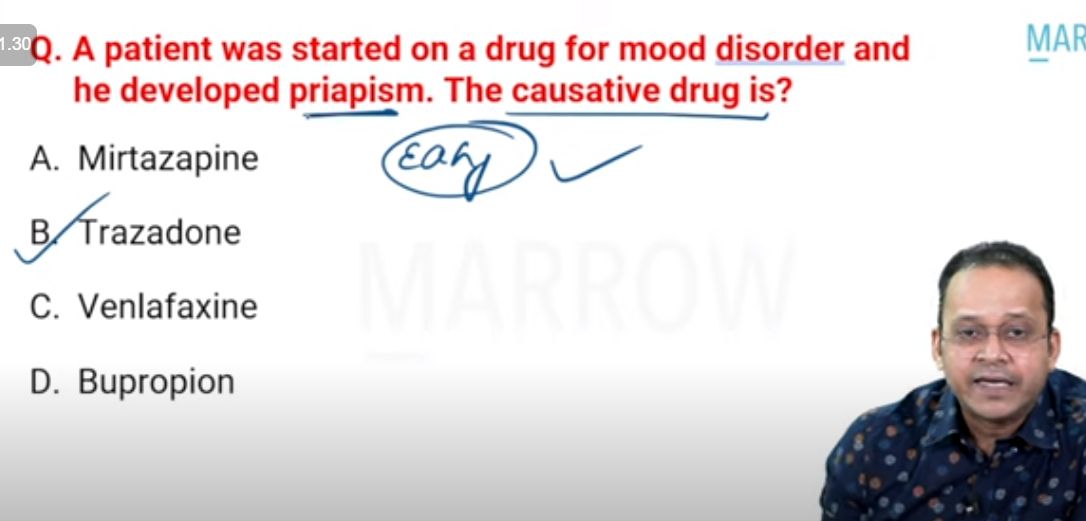 1.30
MAR
Q. A patient was started on a drug for mood disorder and
he developed priapism. The causative drug is?
A. Mirtazapine
Easy
B. Trazadone
MARROW
C. Venlafaxine
D. Bupropion